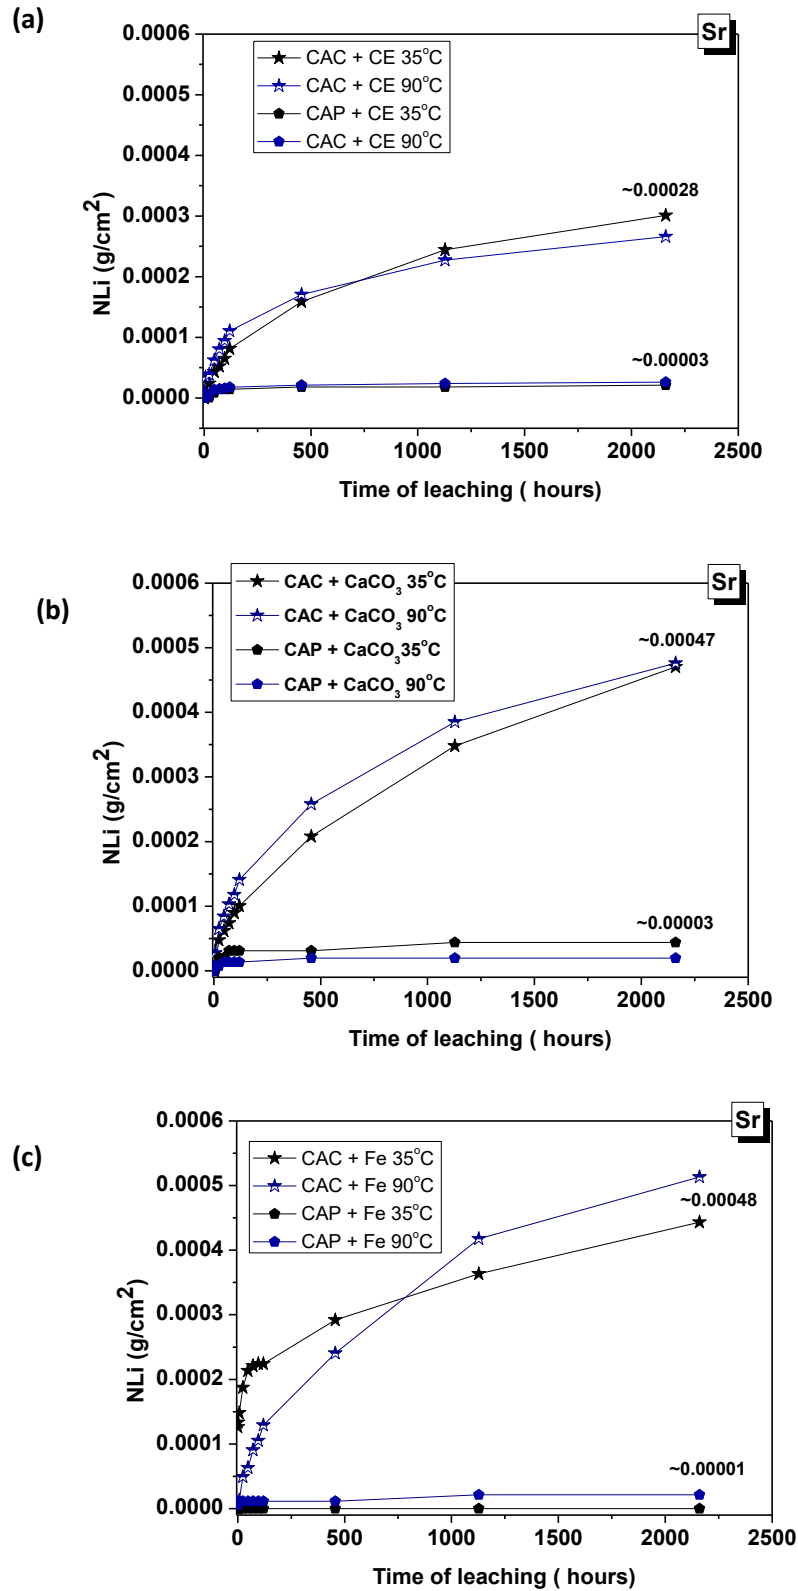 (a)
Sr
CAC + CE 35°C
CAC + CE 90°C
CAP + CE 35°C
CAC + CE 90°C
0.0006
0.0005
0.0004
0.0003
0.0002
0.0001
0.0000
NLi (g/cm²)
~0.00028
~0.00003
0 500 1000 1500 2000 2500
Time of leaching ( hours)
(b)
Sr
CAC + CaCO₃ 35°C
CAC + CaCO₃ 90°C
CAP + CaCO₃35°C
CAP + CaCO₃ 90°C
0.0006
0.0005
0.0004
0.0003
0.0002
0.0001
0.0000
NLi (g/cm²)
~0.00047
~0.00003
0 500 1000 1500 2000 2500
Time of leaching ( hours)
(c)
Sr
CAC + Fe 35°C
CAC + Fe 90°C
CAP + Fe 35°C
CAP + Fe 90°C
0.0006
0.0005
0.0004
0.0003
0.0002
0.0001
0.0000
NLi (g/cm²)
~0.00048
~0.00001
0 500 1000 1500 2000 2500
Time of leaching ( hours)